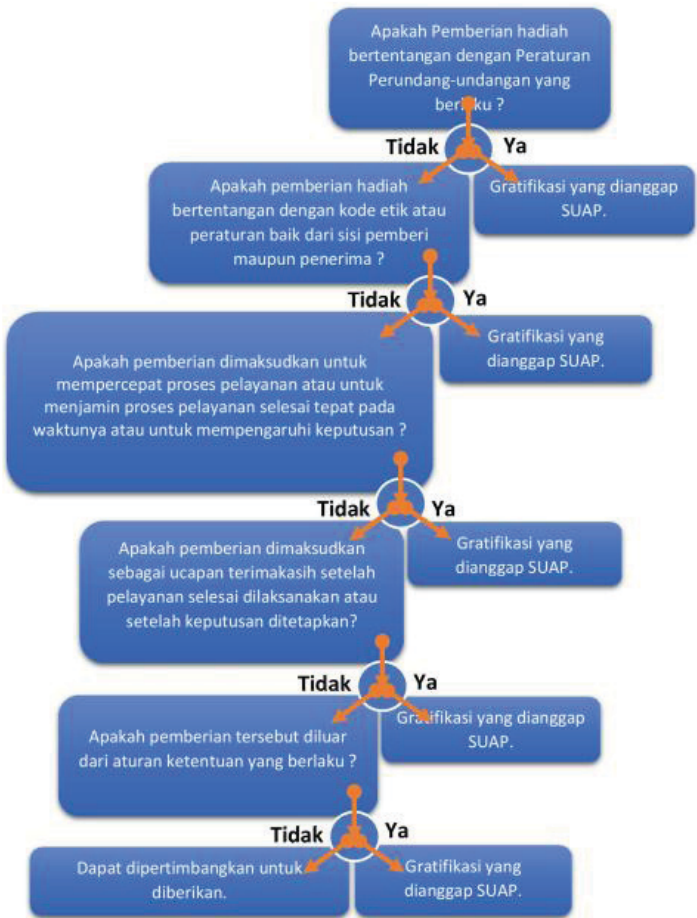 Apakah Pemberian hadiah
bertentangan dengan Peraturan
Perundang-undangan yang
berlaku ?
Tidak
Ya
Apakah pemberian hadiah
bertentangan dengan kode etik atau
peraturan baik dari sisi pemberi
maupun penerima ?
Gratifikasi yang dianggap
SUAP.
Tidak
Ya
Apakah pemberian dimaksudkan untuk
mempercepat proses pelayanan atau untuk
menjamin proses pelayanan selesai tepat pada
waktunya atau untuk mempengaruhi keputusan ?
Gratifikasi yang
dianggap SUAP.
Tidak
Ya
Apakah pemberian dimaksudkan
sebagai ucapan terimakasih setelah
pelayanan selesai dilaksanakan atau
setelah keputusan ditetapkan?
Gratifikasi yang
dianggap SUAP.
Tidak
Ya
Apakah pemberian tersebut diluar
dari aturan ketentuan yang berlaku ?
Gratifikasi yang dianggap
SUAP.
Tidak
Ya
Dapat dipertimbangkan untuk
diberikan.
Gratifikasi yang
dianggap SUAP.